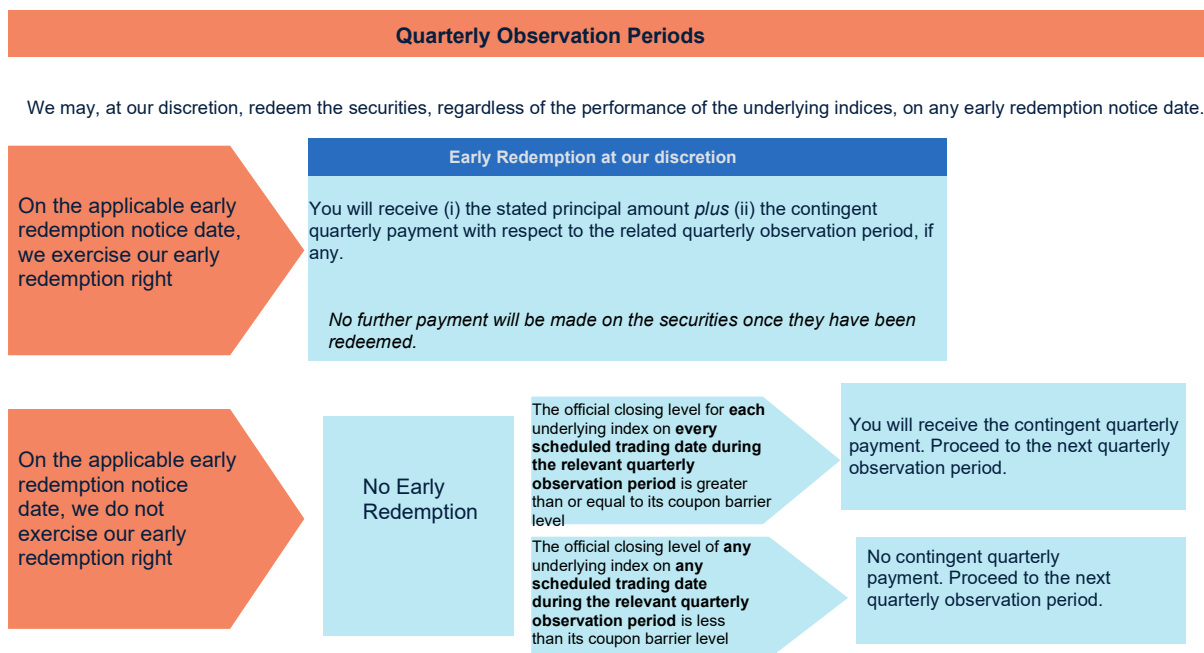 Quarterly Observation Periods
We may, at our discretion, redeem the securities, regardless of the performance of the underlying indices, on any early redemption notice date.
On the applicable early
redemption notice date,
we exercise our early
redemption right
Early Redemption at our discretion
You will receive (i) the stated principal amount plus (ii) the contingent
quarterly payment with respect to the related quarterly observation period, if
any.
No further payment will be made on the securities once they have been
redeemed.
On the applicable early
redemption notice
date, we do not
exercise our early
redemption right
No Early
Redemption
The official closing level for each
underlying index on every
scheduled trading date during
the relevant quarterly
observation period is greater
than or equal to its coupon barrier
level
You will receive the contingent quarterly
payment. Proceed to the next quarterly
observation period.
The official closing level of any
underlying index on any
scheduled trading date
during the relevant quarterly
observation period is less
than its coupon barrier level
No contingent quarterly
payment. Proceed to the next
quarterly observation period.